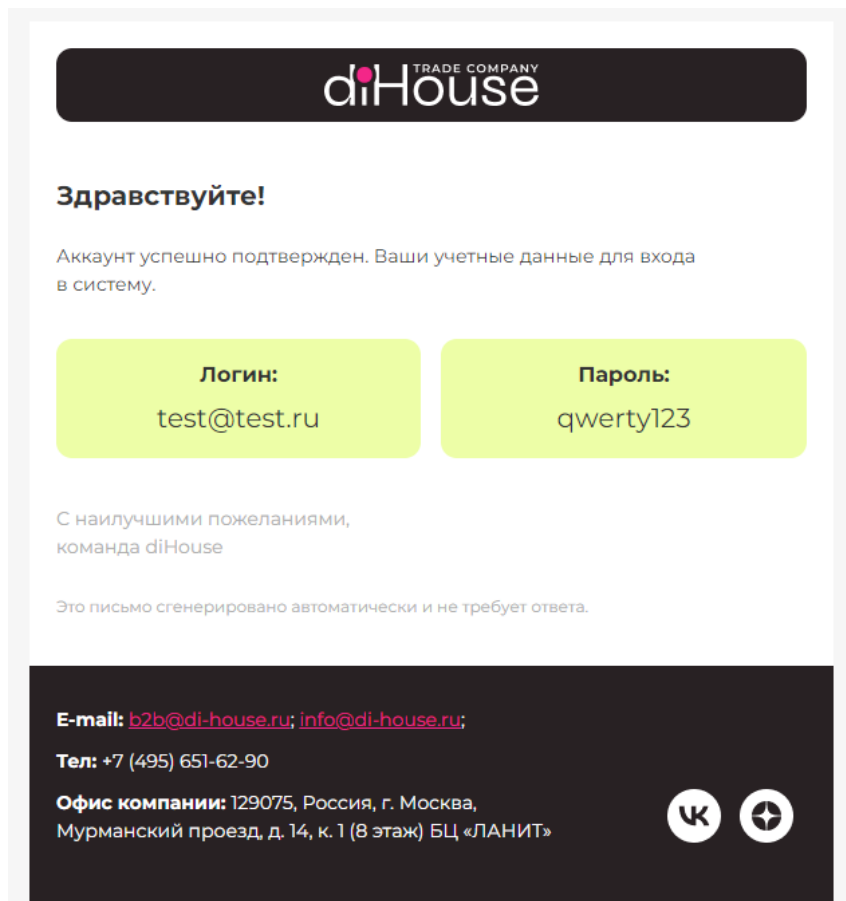 TRADE COMPANY
diHouse
Здравствуйте!
Аккаунт успешно подтвержден. Ваши учетные данные для входа
в систему.
Логин:
test@test.ru
Пароль:
qwerty123
С наилучшими пожеланиями,
команда diHouse
Это письмо сгенерировано автоматически и не требует ответа.
E-mail: b2b@di-house.ru; info@di-house.ru;
Тел: +7 (495) 651-62-90
Офис компании: 129075, Россия, г. Москва,
Мурманский проезд, д. 14, к. 1 (8 этаж) БЦ «ЛАНИТ»
VK